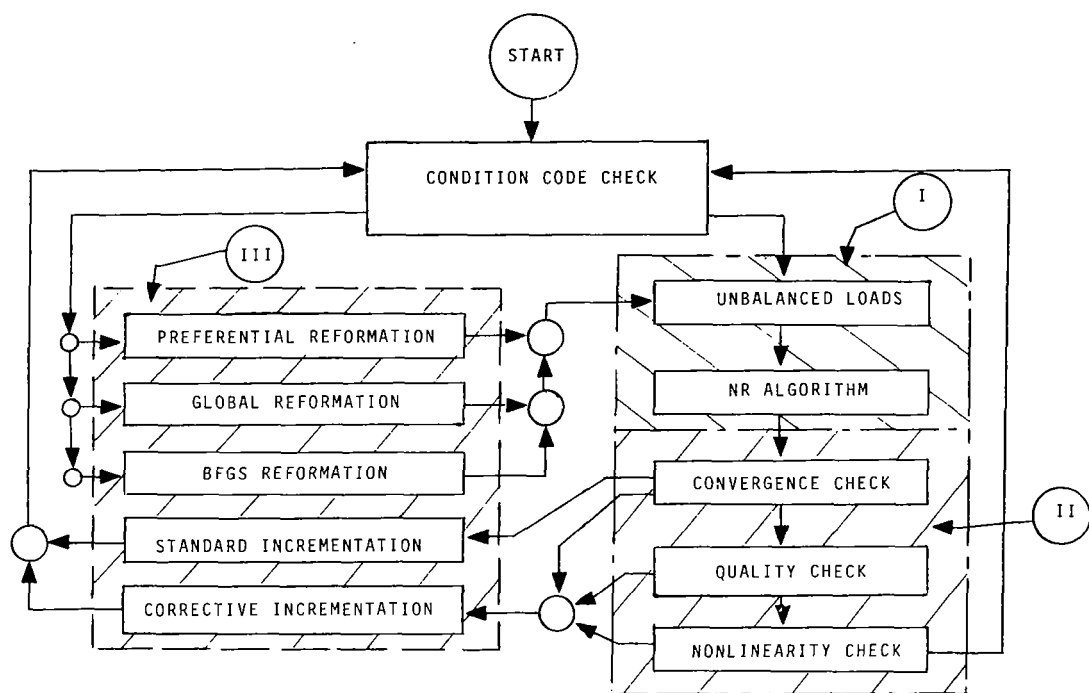 START
CONDITION CODE CHECK
I
III
UNBALANCED LOADS
PREFERENTIAL REFORMATION
NR ALGORITHM
GLOBAL REFORMATION
BFGS REFORMATION
CONVERGENCE CHECK
II
STANDARD INCREMENTATION
QUALITY CHECK
CORRECTIVE INCREMENTATION
NONLINEARITY CHECK